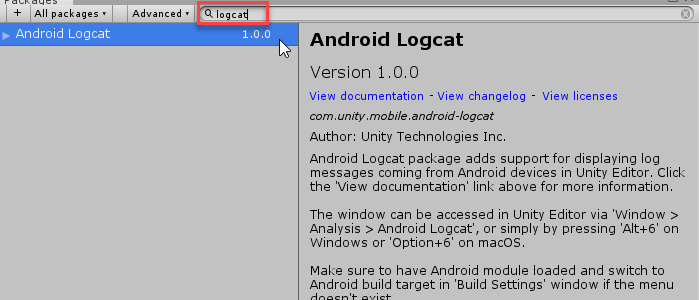 Packages
+ All packages ▾ Advanced ▾ logcat
▶ Android Logcat 1.0.0
Android Logcat
Version 1.0.0
View documentation - View changelog - View licenses
com.unity.mobile.android-logcat
Author: Unity Technologies Inc.
Android Logcat package adds support for displaying log
messages coming from Android devices in Unity Editor. Click
the 'View documentation' link above for more information.
The window can be accessed in Unity Editor via 'Window >
Analysis > Android Logcat', or simply by pressing 'Alt+6' on
Windows or 'Option+6' on macOS.
Make sure to have Android module loaded and switch to
Android build target in 'Build Settings' window if the menu
doesn't exist